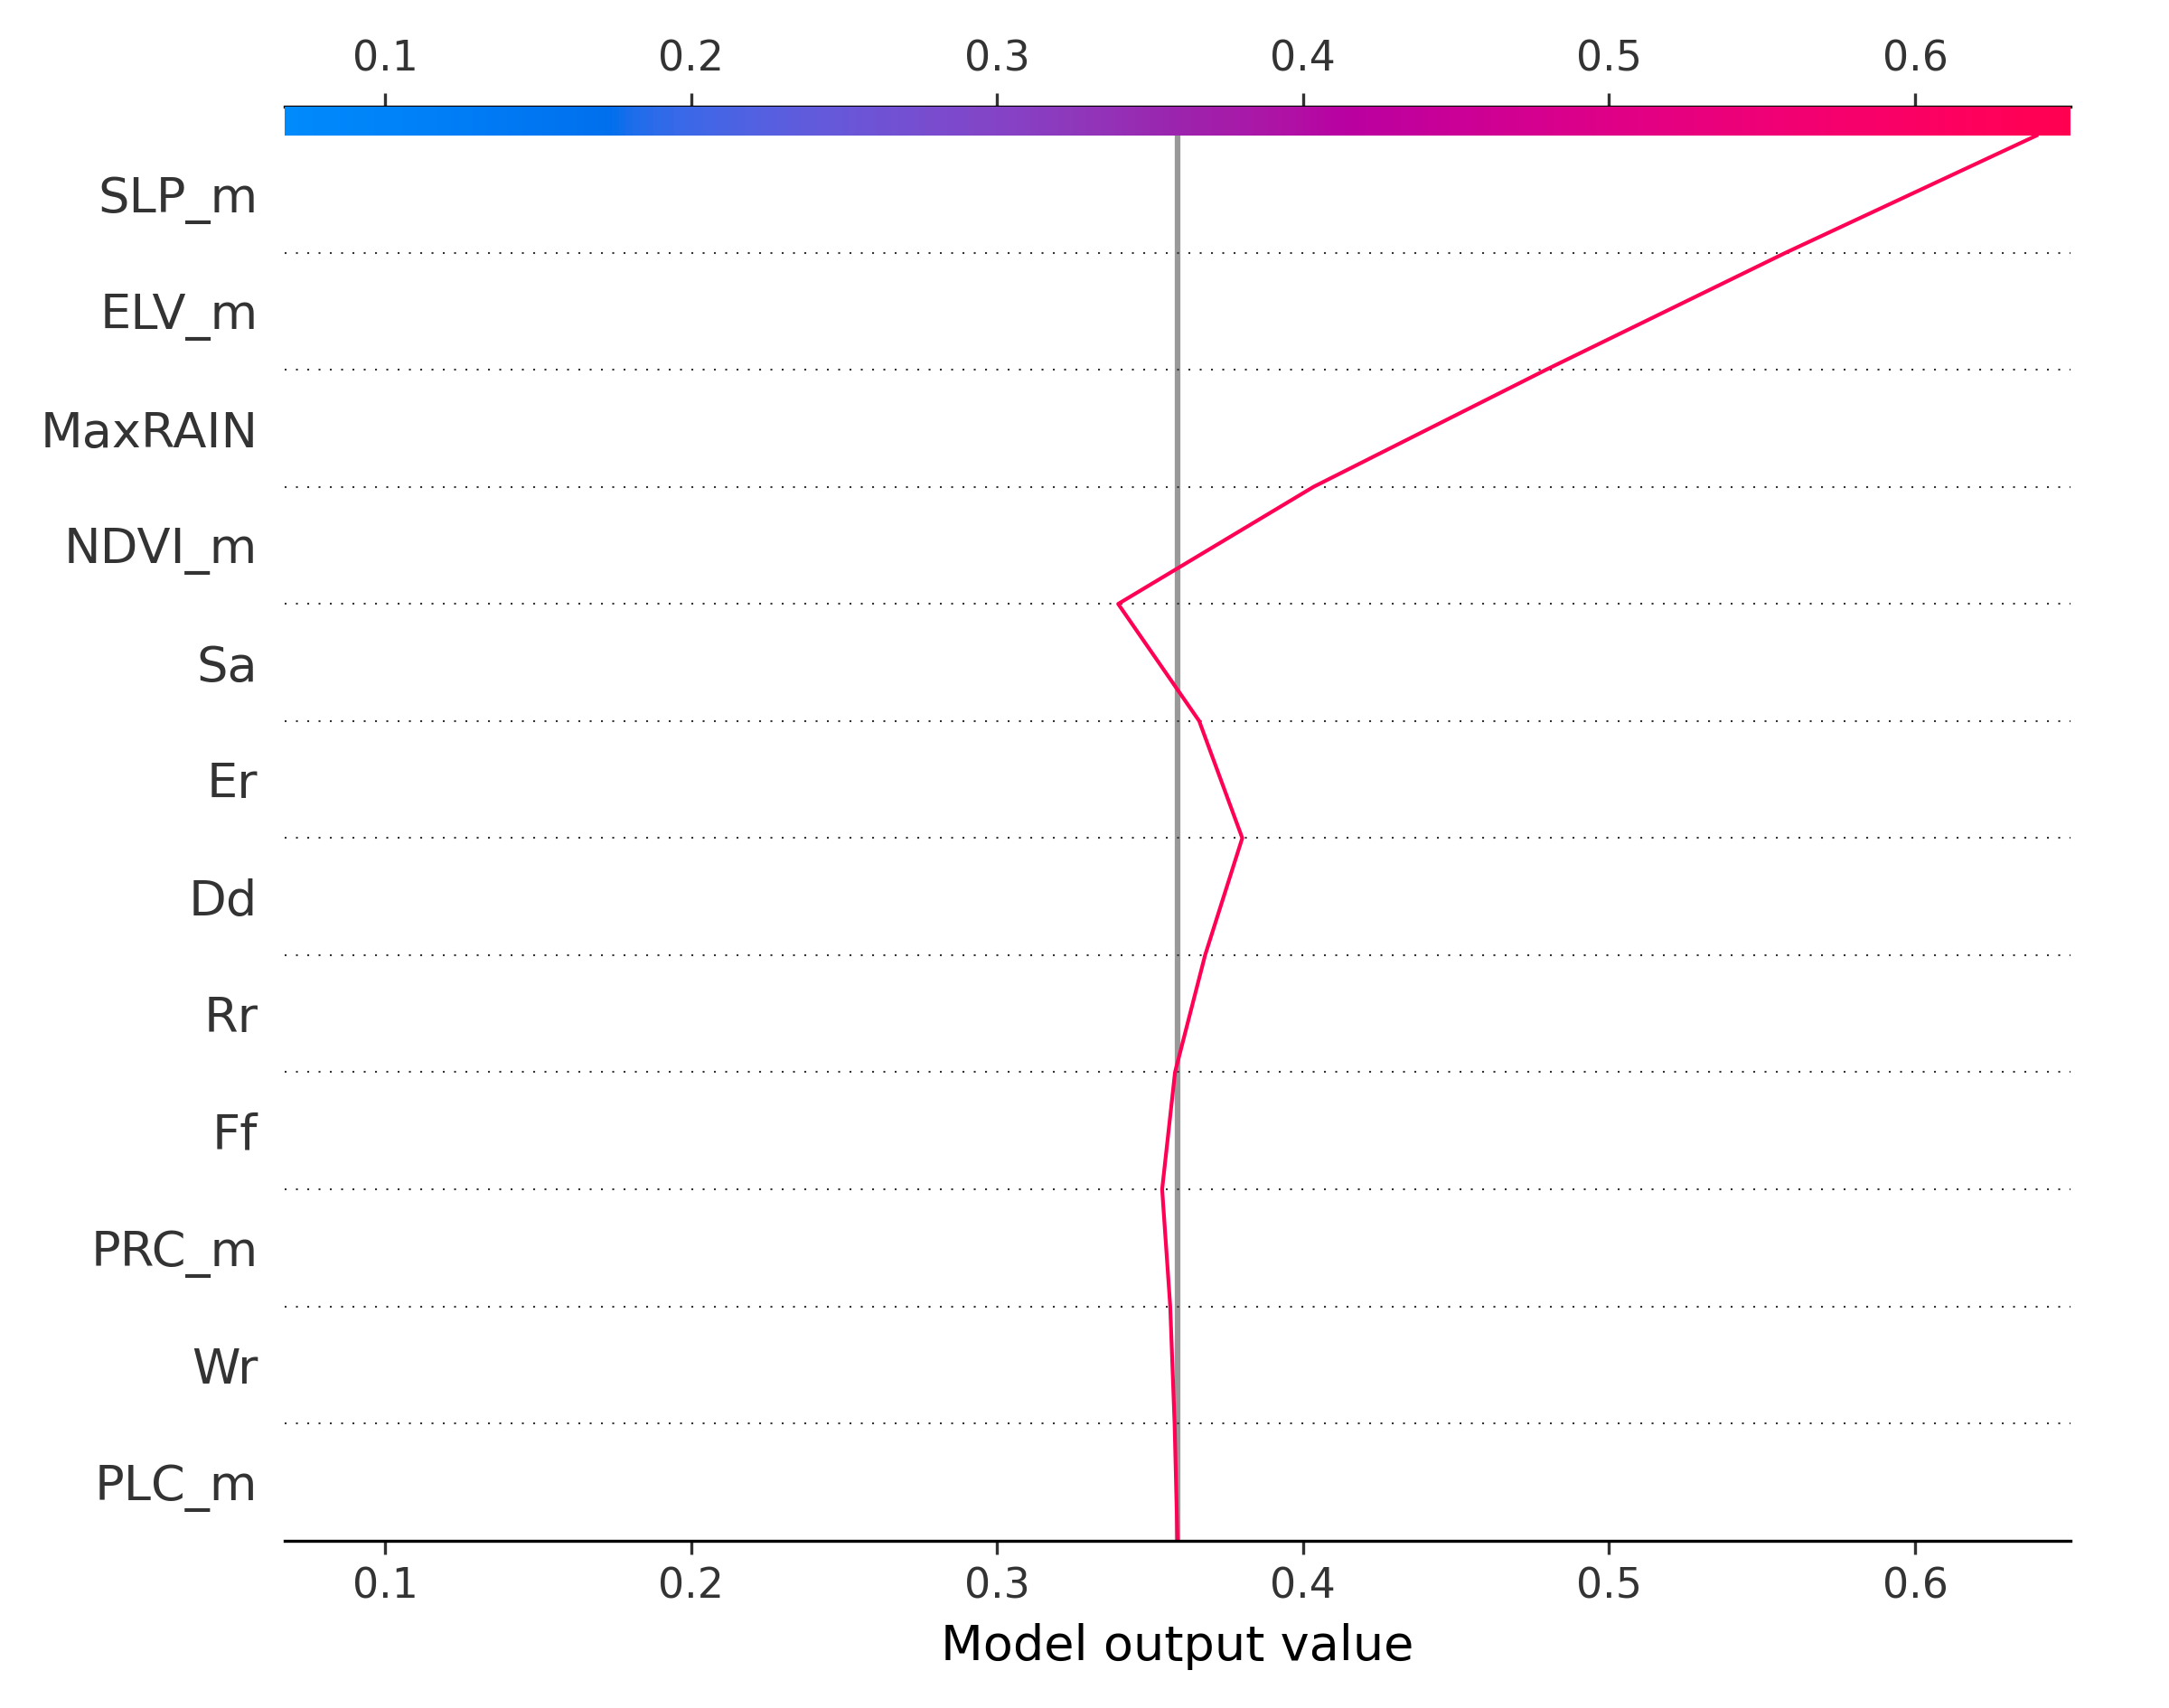 0.1 0.2 0.3 0.4 0.5 0.6
SLP_m
ELV_m
MaxRAIN
NDVI_m
Sa
Er
Dd
Rr
Ff
PRC_m
Wr
PLC_m
0.1 0.2 0.3 0.4 0.5 0.6
Model output value